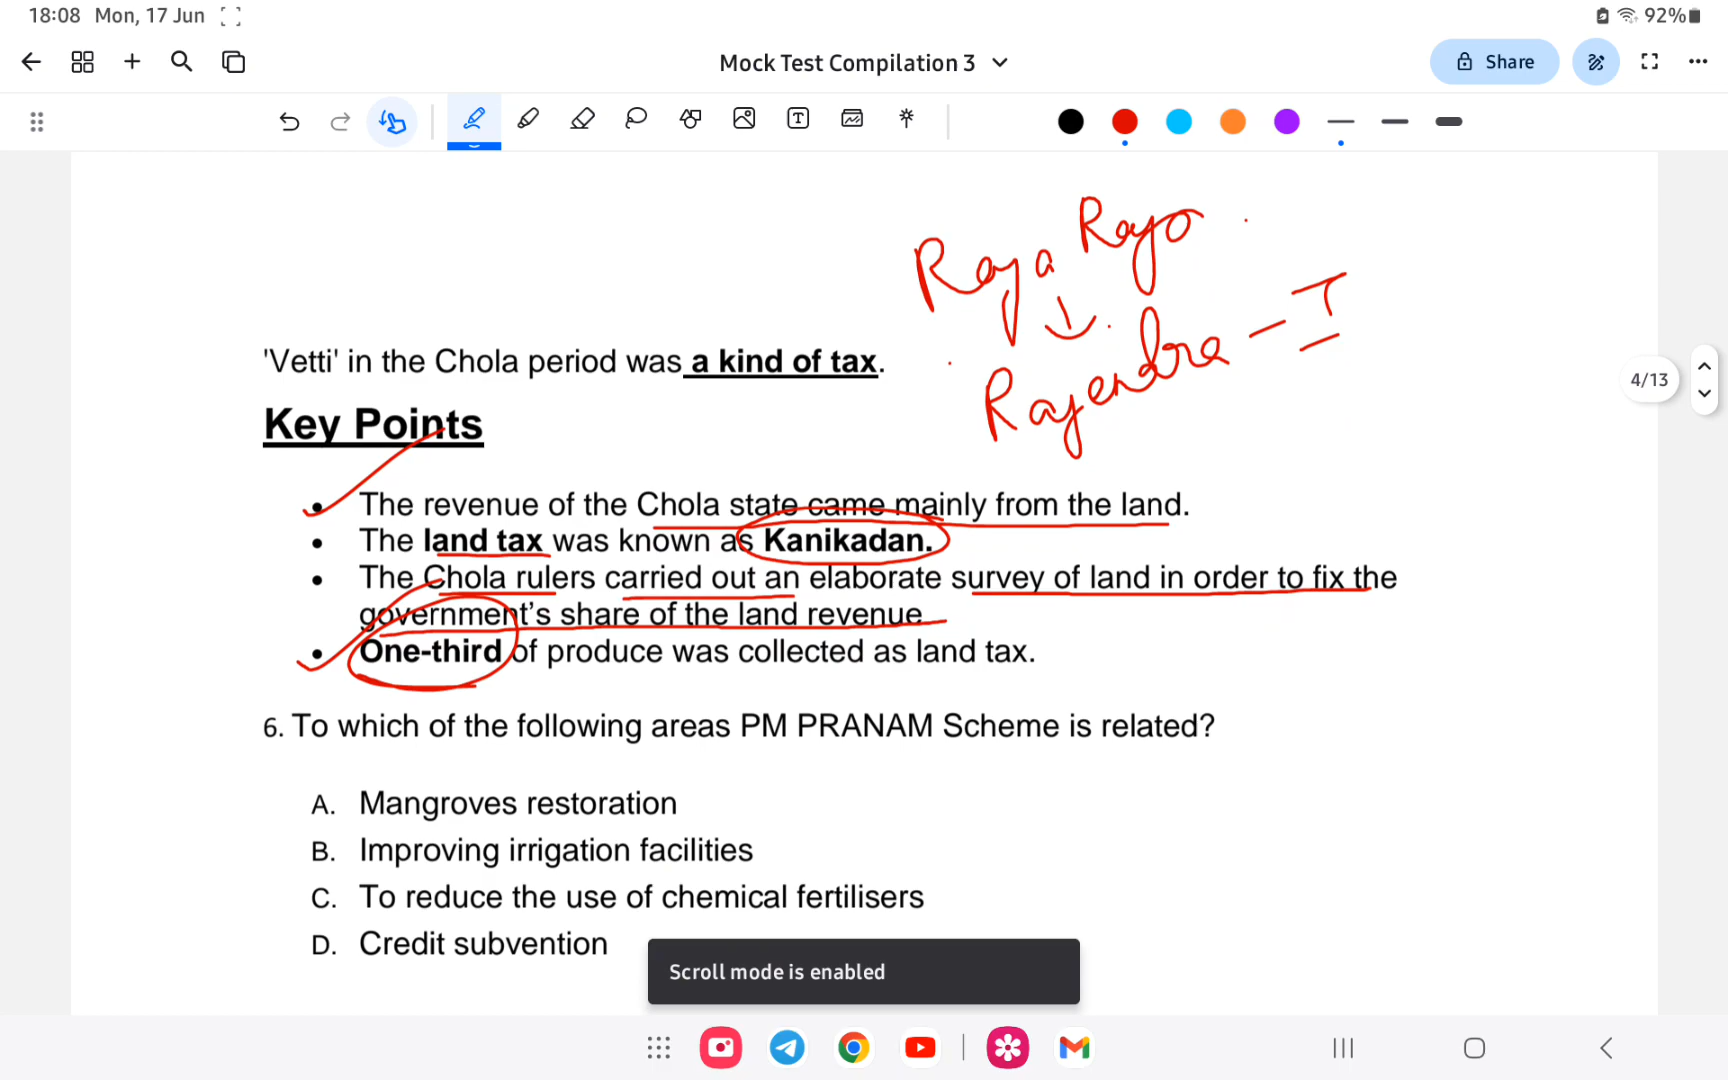 18:08 Mon, 17 Jun
92%
Mock Test Compilation 3
Share
Raya Rayo
Rajendra - I
'Vetti' in the Chola period was a kind of tax.
4/13
Key Points
• The revenue of the Chola state came mainly from the land.
• The land tax was known as Kanikadan.
• The Chola rulers carried out an elaborate survey of land in order to fix the
government's share of the land revenue
• One-third of produce was collected as land tax.
6. To which of the following areas PM PRANAM Scheme is related?
A. Mangroves restoration
B. Improving irrigation facilities
C. To reduce the use of chemical fertilisers
D. Credit subvention
Scroll mode is enabled